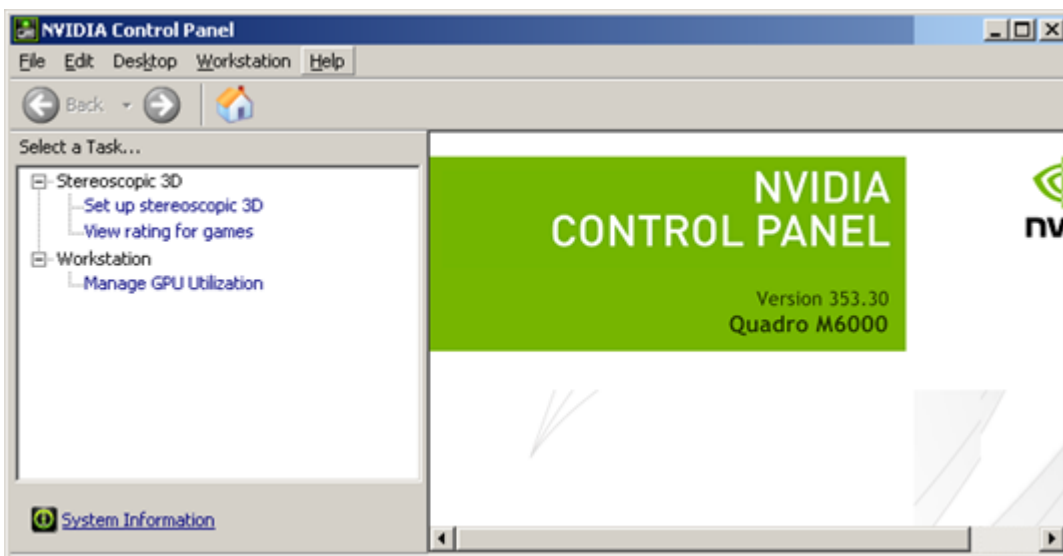 NVIDIA Control Panel
File Edit Desktop Workstation Help
Back
Select a Task...
Stereoscopic 3D
Set up stereoscopic 3D
View rating for games
Workstation
Manage GPU Utilization
System Information
NVIDIA
CONTROL PANEL
Version 353.30
Quadro M6000